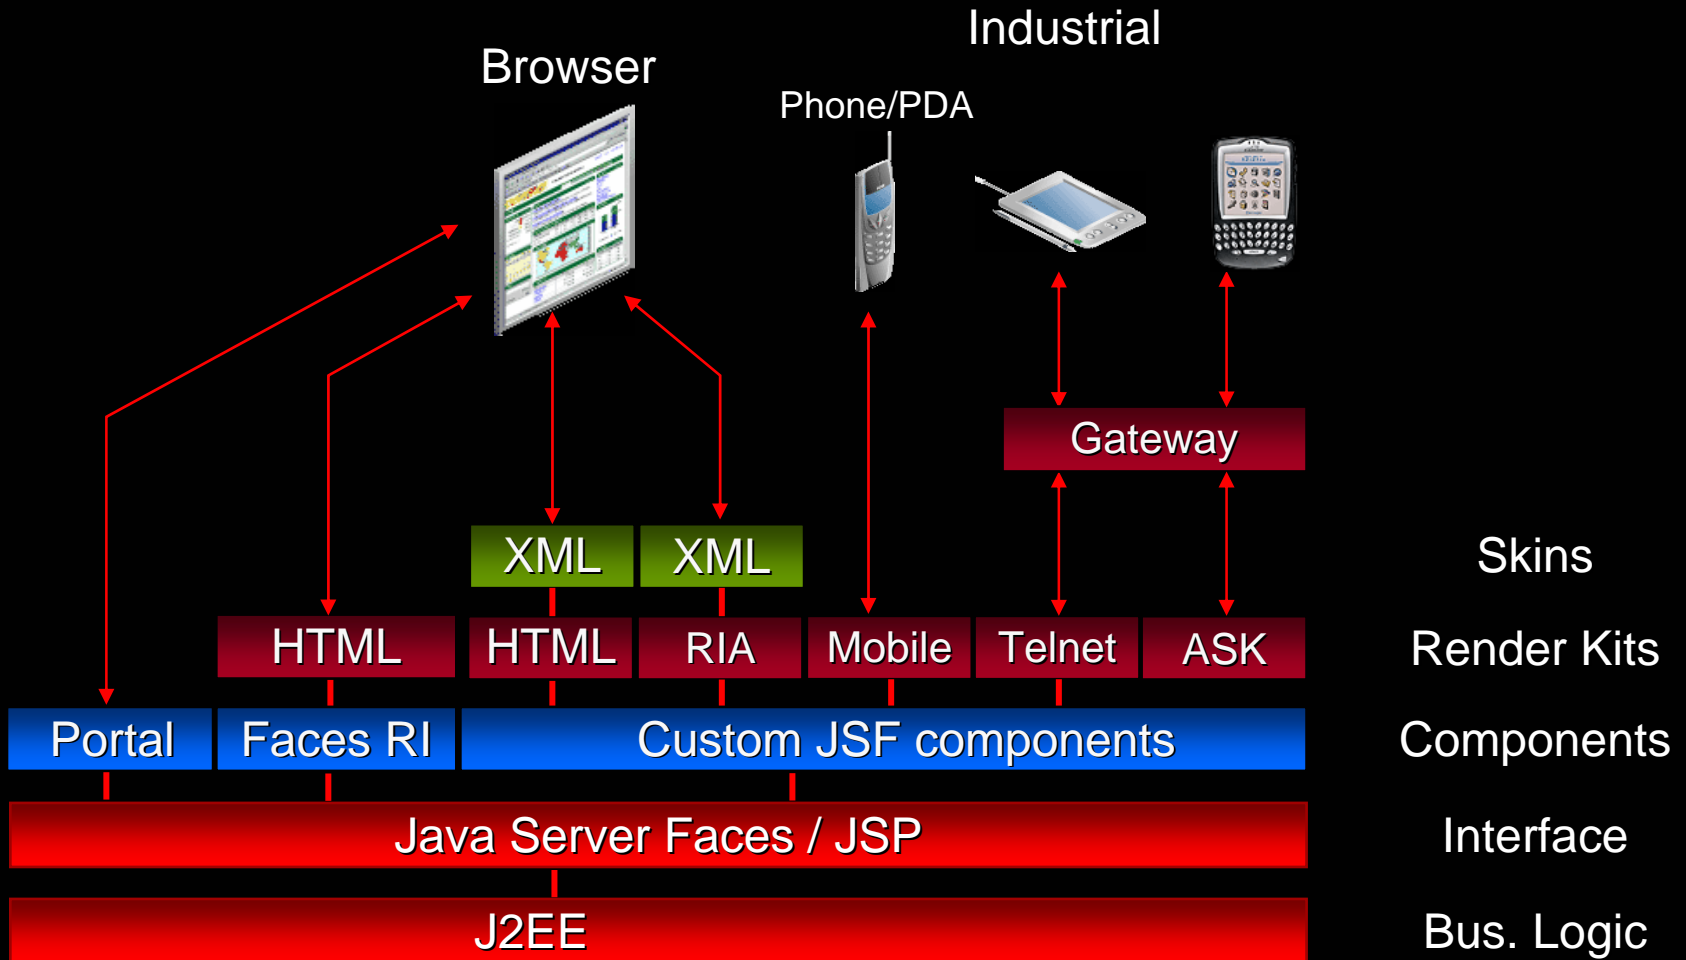 Industrial
Browser
Phone/PDA
Gateway
XML XML Skins
HTML HTML RIA Mobile Telnet ASK Render Kits
Portal Faces RI Custom JSF components Components
Java Server Faces / JSP Interface
J2EE Bus. Logic